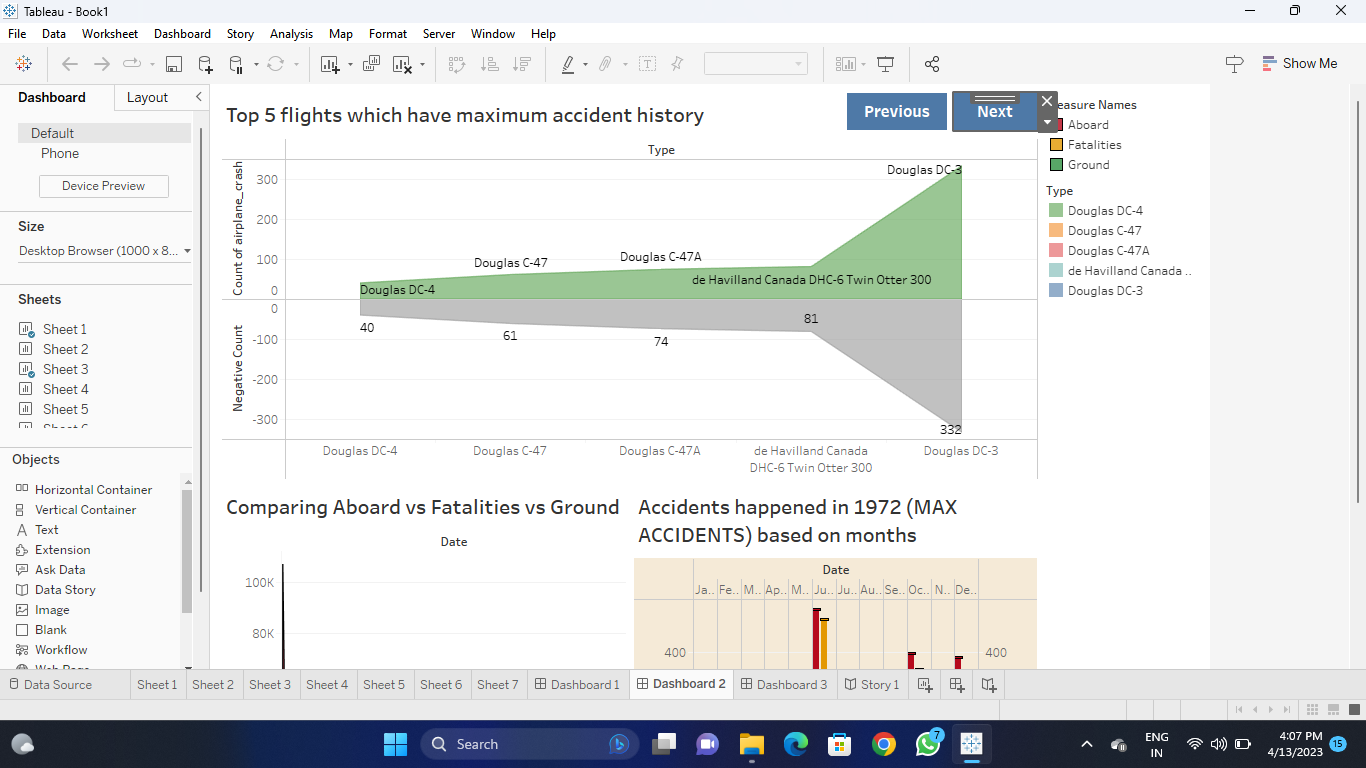 Tableau - Book1
File Data Worksheet Dashboard Story Analysis Map Format Server Window Help
Show Me
Dashboard Layout
Default
Phone
Device Preview
Size
Desktop Browser (1000 x 8...
Sheets
Sheet 1
Sheet 2
Sheet 3
Sheet 4
Sheet 5
Objects
Horizontal Container
Vertical Container
Text
Extension
Ask Data
Data Story
Image
Blank
Workflow
Top 5 flights which have maximum accident history
Previous
Next
Type
Count of airplane_crash
300
200
100
0
Douglas DC-4
Douglas C-47
Douglas C-47A
de Havilland Canada DHC-6 Twin Otter 300
Douglas DC-3
Negative Count
0
-100
-200
-300
40
61
74
81
332
Douglas DC-4
Douglas C-47
Douglas C-47A
de Havilland Canada
DHC-6 Twin Otter 300
Douglas DC-3
easure Names
Aboard
Fatalities
Ground
Type
Douglas DC-4
Douglas C-47
Douglas C-47A
de Havilland Canada ..
Douglas DC-3
Comparing Aboard vs Fatalities vs Ground
Date
100K
80K
Accidents happened in 1972 (MAX
ACCIDENTS) based on months
Date
Ja.. Fe.. M.. Ap.. M.. Ju.. Ju.. Au.. Se.. Oc.. N.. De..
400
400
Data Source Sheet 1 Sheet 2 Sheet 3 Sheet 4 Sheet 5 Sheet 6 Sheet 7 Dashboard 1 Dashboard 2 Dashboard 3 Story 1
Search
7
ENG
IN
4:07 PM
4/13/2023
15